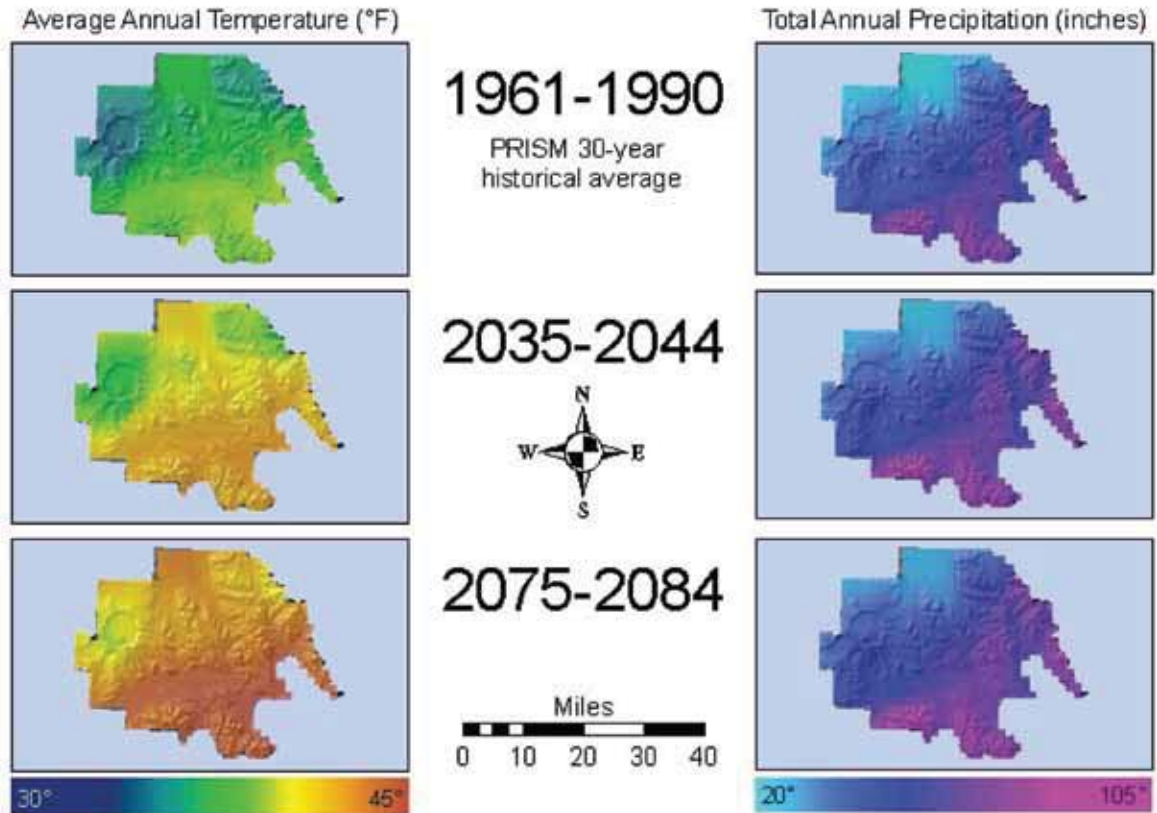 Average Annual Temperature (°F)
Total Annual Precipitation (inches)
1961-1990
PRISM 30-year
historical average
2035-2044
N
W E
S
2075-2084
Miles
0 10 20 30 40
30° 45°
20° 105°